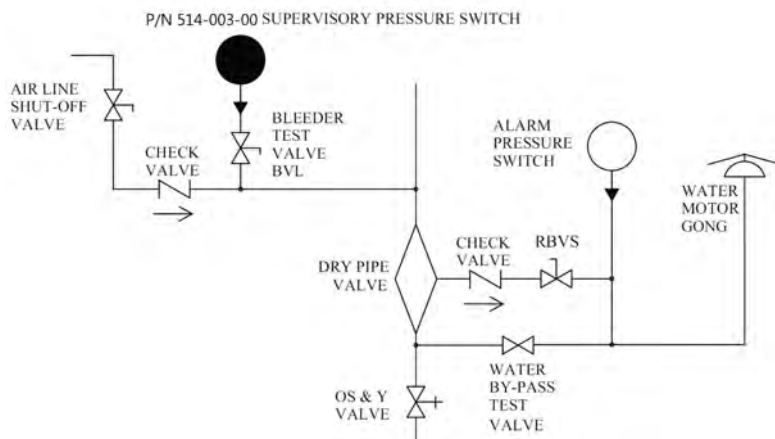 P/N 514-003-00 SUPERVISORY PRESSURE SWITCH
AIR LINE
SHUT-OFF
VALVE
BLEEDER
TEST
VALVE
BVL
CHECK
VALVE
ALARM
PRESSURE
SWITCH
WATER
MOTOR
GONG
DRY PIPE
VALVE
CHECK
VALVE
RBVS
OS & Y
VALVE
WATER
BY-PASS
TEST
VALVE